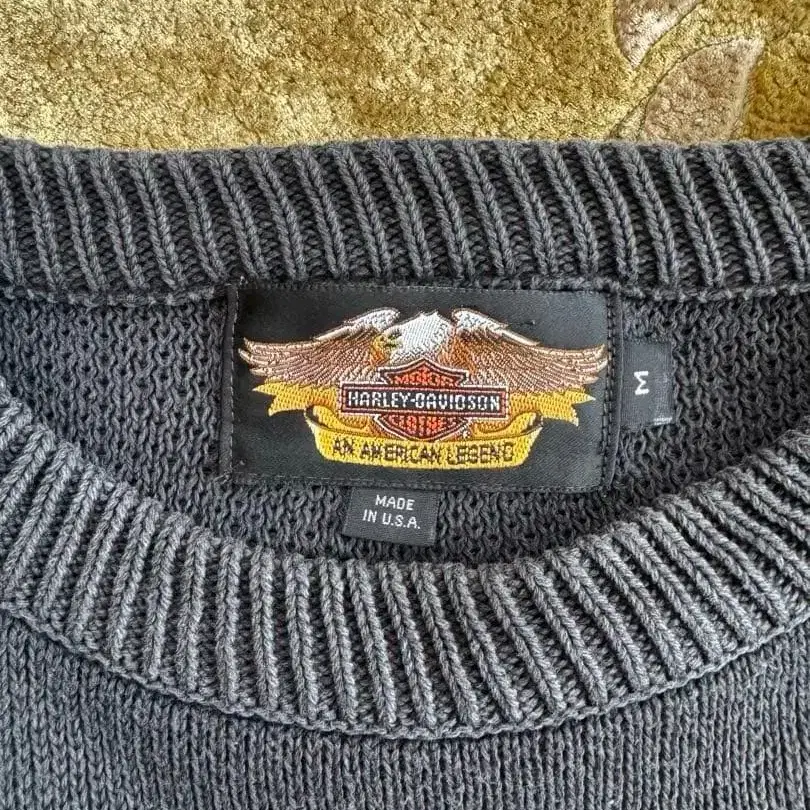 MOTOR
HARLEY-DAVIDSON
CYCLES
AN AMERICAN LEGEND
M
MADE
IN U.S.A.